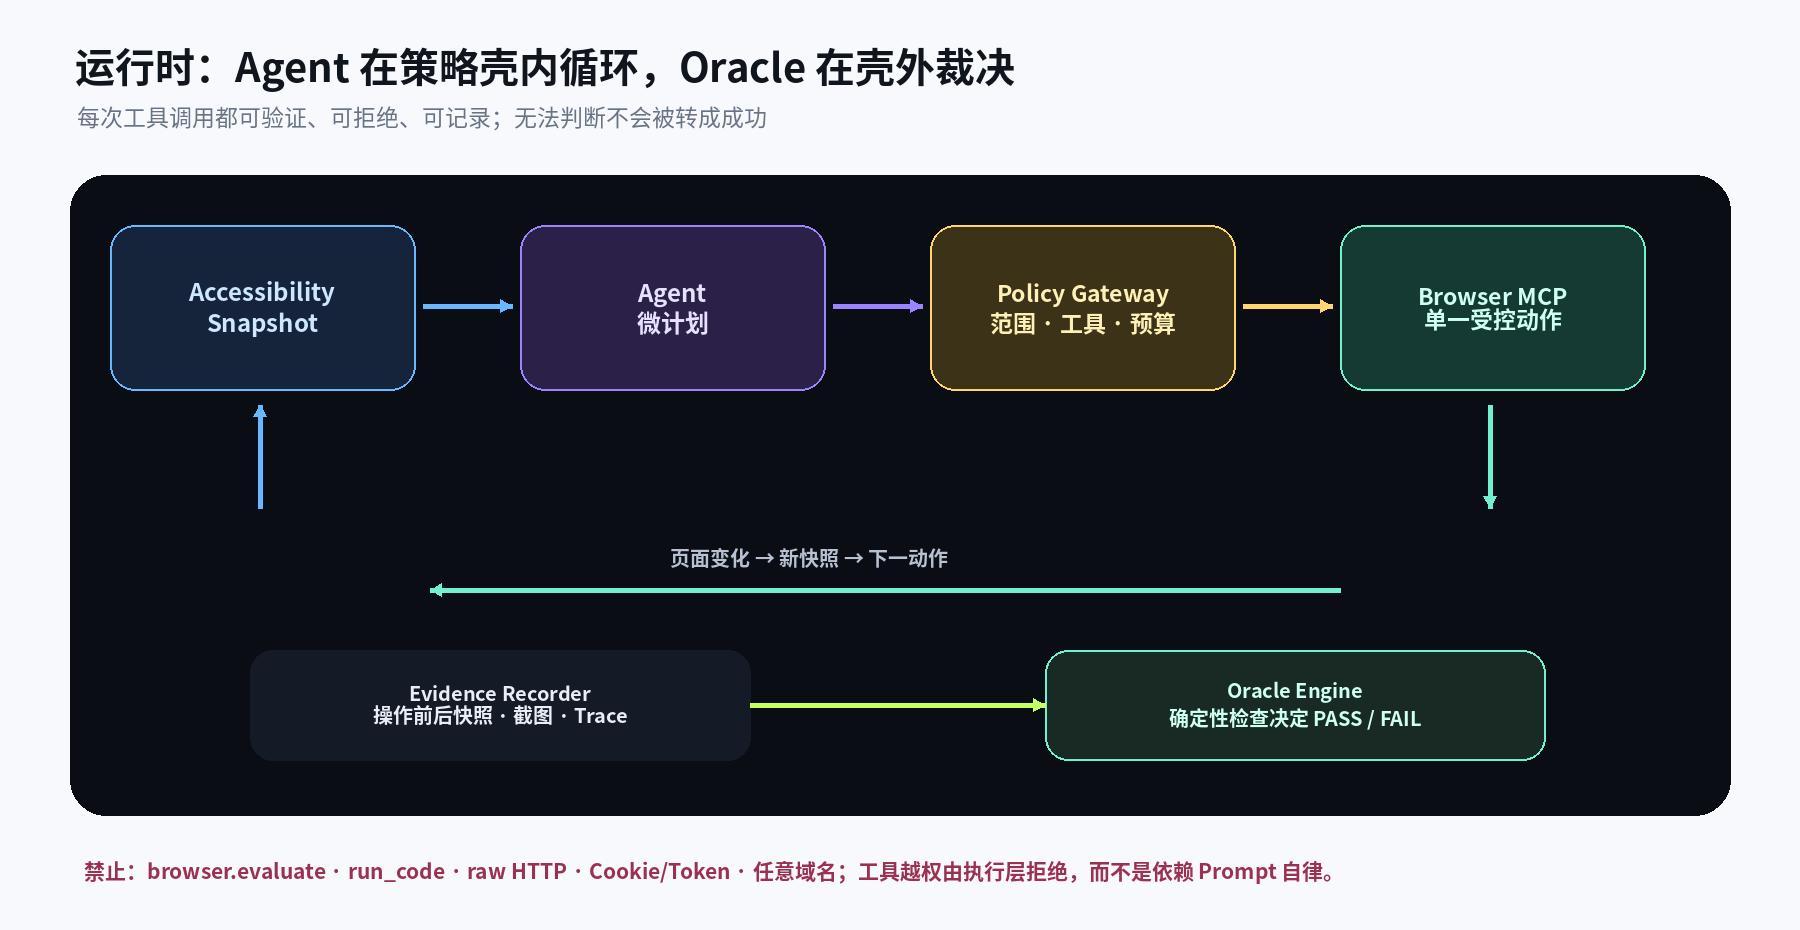 运行时：Agent 在策略壳内循环，Oracle 在壳外裁决
每次工具调用都可验证、可拒绝、可记录；无法判断不会被转成成功
Accessibility
Snapshot
Agent
微计划
Policy Gateway
范围 · 工具 · 预算
Browser MCP
单一受控动作
页面变化 → 新快照 → 下一动作
Evidence Recorder
操作前后快照 · 截图 · Trace
Oracle Engine
确定性检查决定 PASS / FAIL
禁止：browser.evaluate · run_code · raw HTTP · Cookie/Token · 任意域名；工具越权由执行层拒绝，而不是依赖 Prompt 自律。